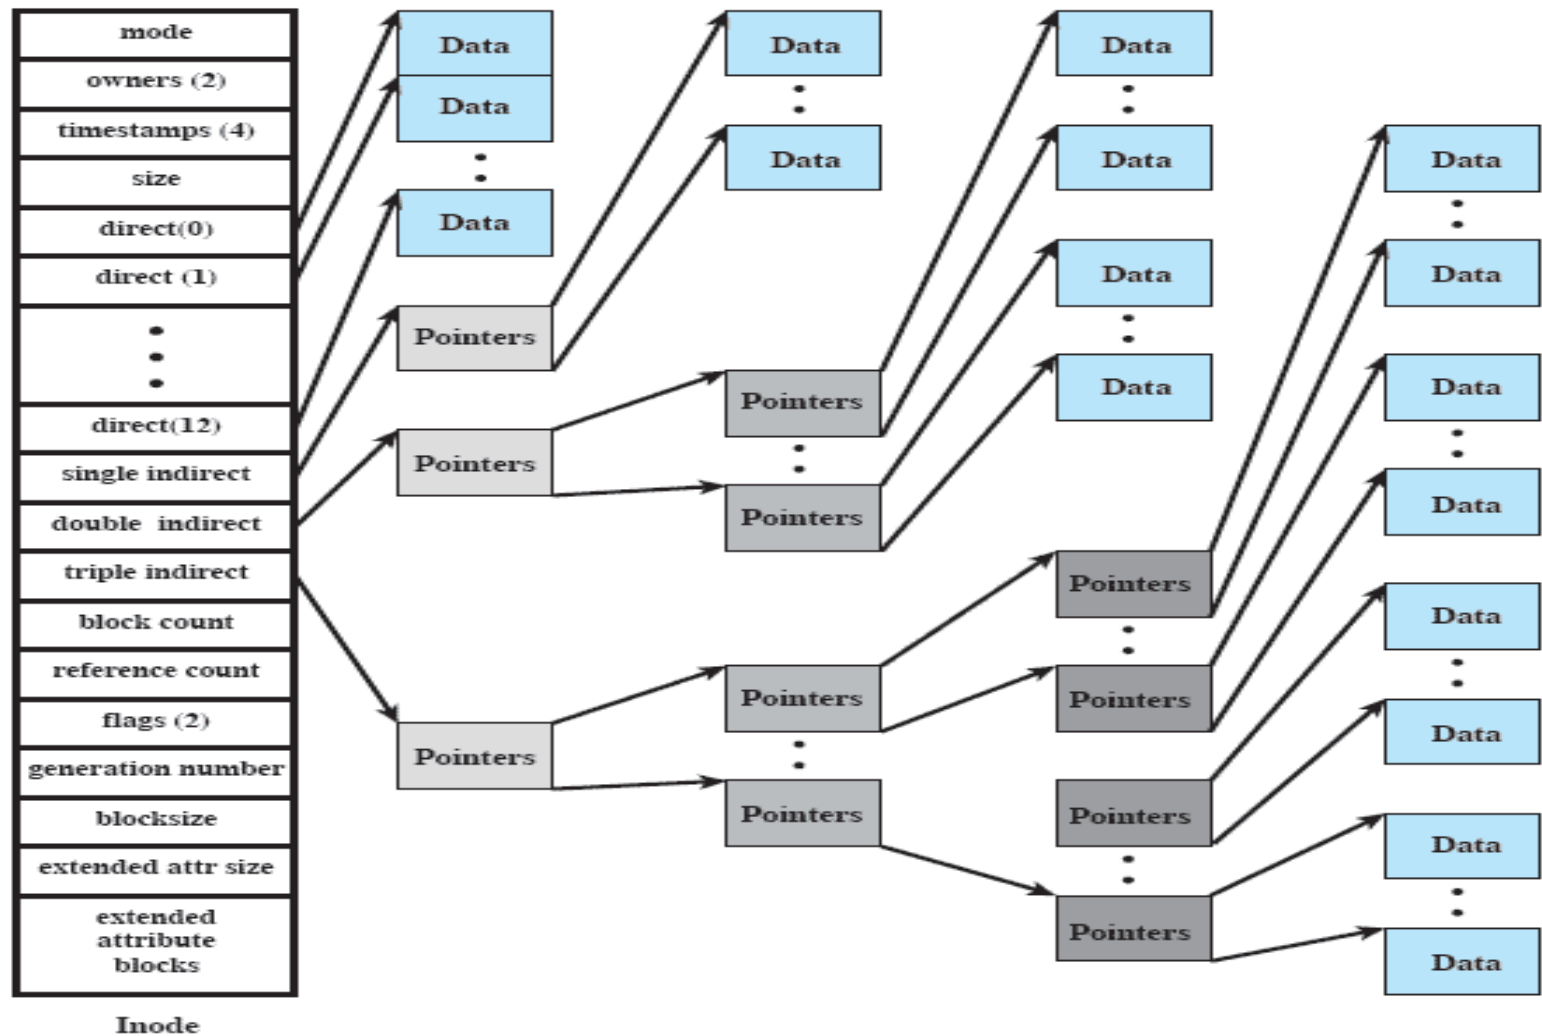 mode
owners (2)
timestamps (4)
size
direct(0)
direct (1)
direct(12)
single indirect
double indirect
triple indirect
block count
reference count
flags (2)
generation number
blocksize
extended attr size
extended
attribute
blocks
Inode
Data
Data
Data
Pointers
Pointers
Pointers
Data
Data
Pointers
Pointers
Pointers
Pointers
Data
Data
Data
Data
Pointers
Pointers
Pointers
Pointers
Data
Data
Data
Data
Data
Data
Data
Data